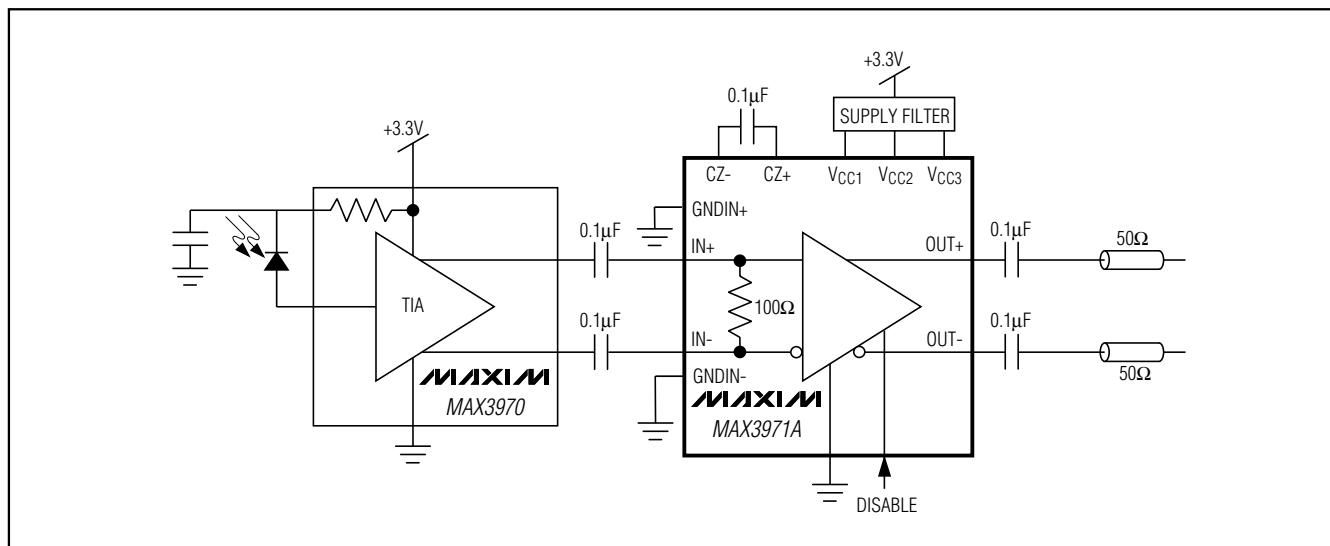 +3.3V
0.1μF
SUPPLY FILTER
+3.3V
CZ- CZ+ VCC1 VCC2 VCC3
GNDIN+
0.1μF
IN+
OUT+
0.1μF
50Ω
TIA
100Ω
0.1μF
IN-
OUT-
0.1μF
50Ω
GNDIN-
MAXIM
MAX3970
MAXIM
MAX3971A
DISABLE